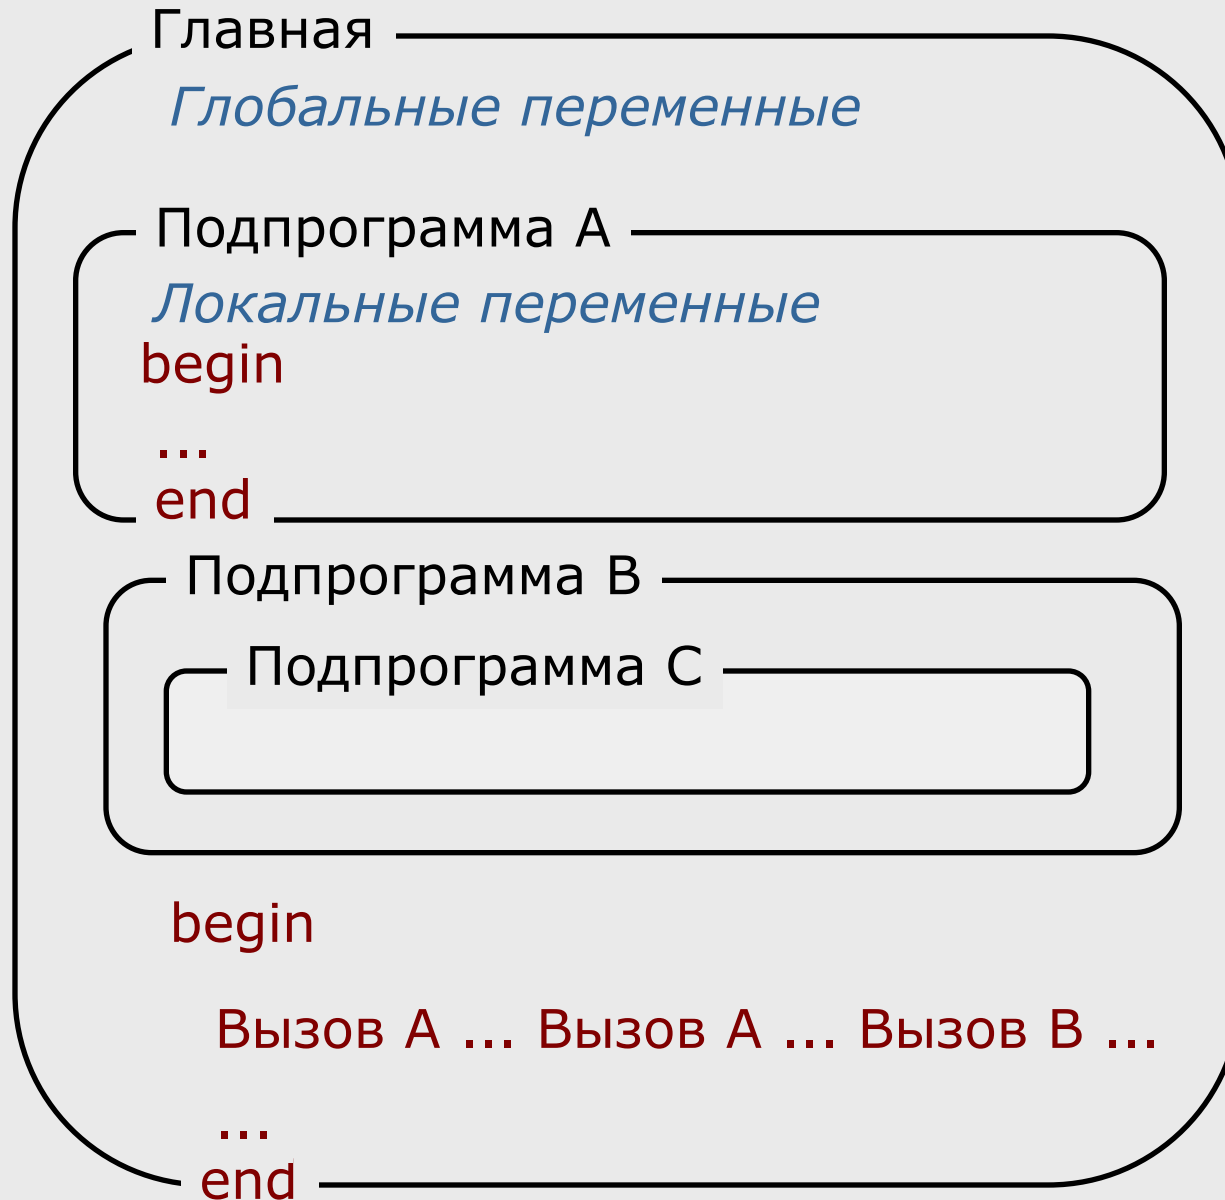 Главная
Глобальные переменные
Подпрограмма А
Локальные переменные
begin
...
end
Подпрограмма В
Подпрограмма С
begin
Вызов А ... Вызов А ... Вызов В ...
...
end